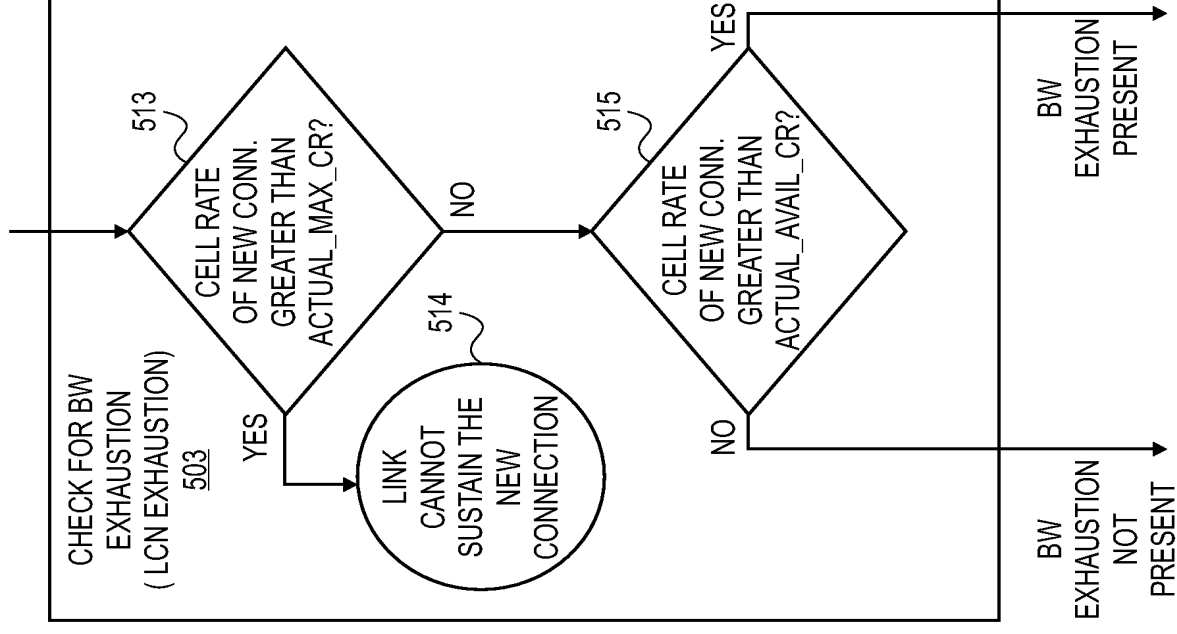 CHECK FOR BW
EXHAUSTION
( LCN EXHAUSTION)
503
513
CELL RATE
OF NEW CONN.
GREATER THAN
ACTUAL_MAX_CR?
YES
NO
514
LINK
CANNOT
SUSTAIN THE
NEW
CONNECTION
515
CELL RATE
OF NEW CONN.
GREATER THAN
ACTUAL_AVAIL_CR?
NO
YES
BW
EXHAUSTION
NOT
PRESENT
BW
EXHAUSTION
PRESENT